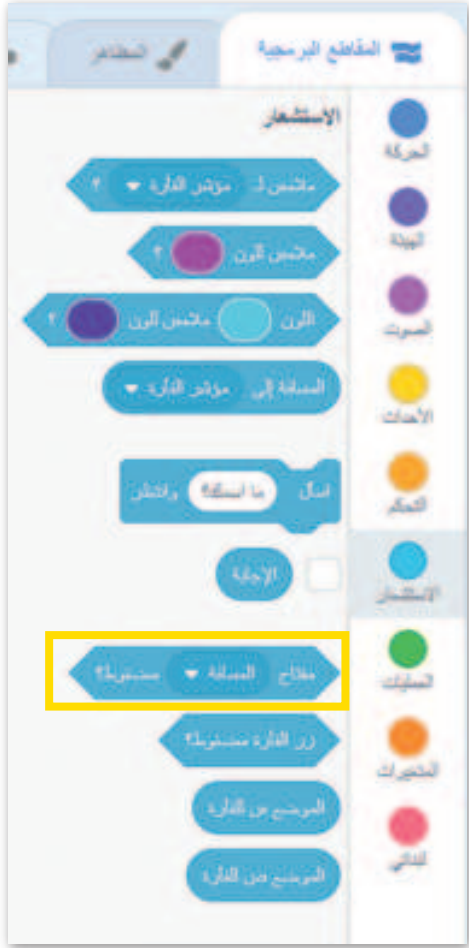 المقاطع البرمجية
المظاهر
الاستشعار
ملامس لـ مؤشر الفأرة ؟
ملامس للون ؟
اللون ملامس للون ؟
المسافة إلى مؤشر الفأرة
اسأل ما اسمك؟ وانتظر
الإجابة
مفتاح المسافة مضغوط؟
زر الفأرة مضغوط؟
الموضع س للفأرة
الموضع ص للفأرة
الحركة
الهيئة
الصوت
الأحداث
التحكم
الاستشعار
العمليات
المتغيرات
لبناتي